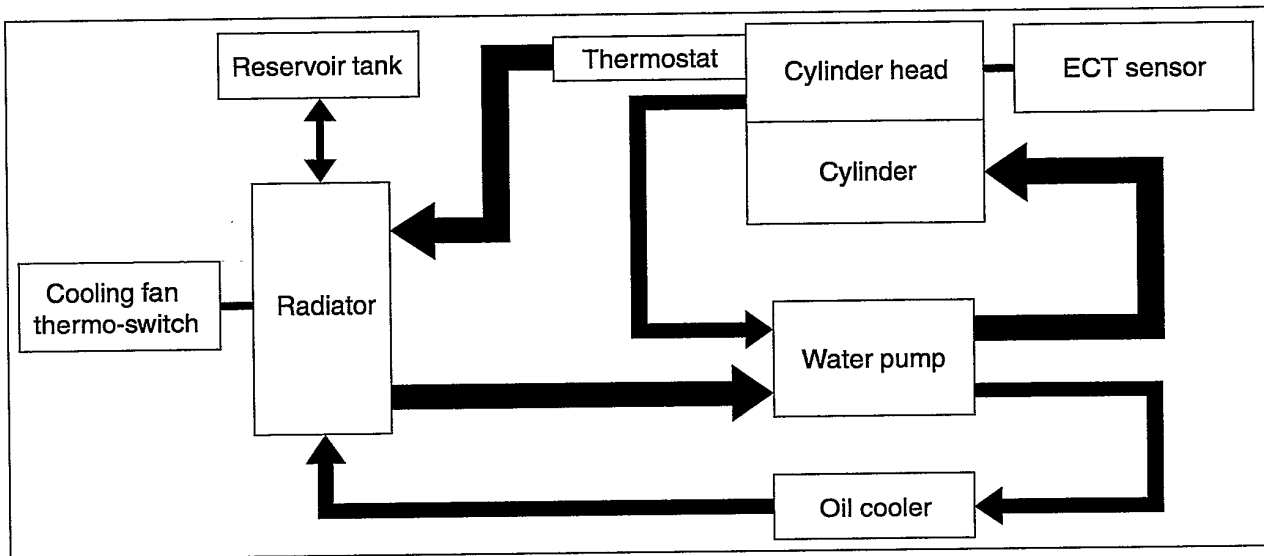 Reservoir tank
Thermostat
Cylinder head
ECT sensor
Cylinder
Cooling fan
thermo-switch
Radiator
Water pump
Oil cooler